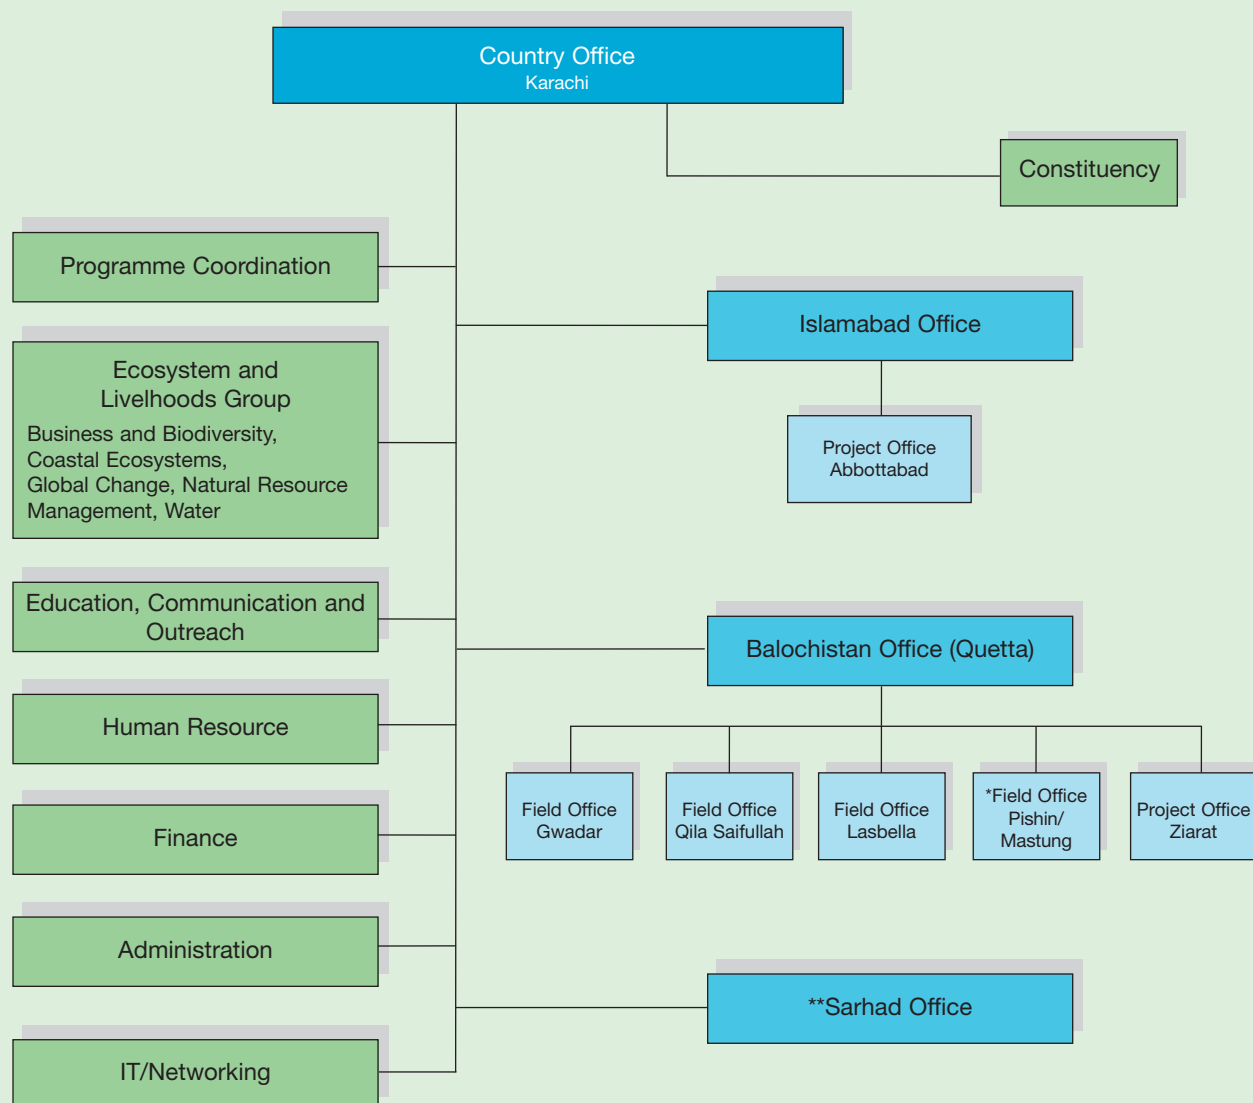 Country Office
Karachi
Constituency
Programme Coordination
Islamabad Office
Ecosystem and
Livelhoods Group
Business and Biodiversity,
Coastal Ecosystems,
Global Change, Natural Resource
Management, Water
Project Office
Abbottabad
Education, Communication and
Outreach
Balochistan Office (Quetta)
Human Resource
Field Office
Gwadar
Field Office
Qila Saifullah
Field Office
Lasbella
*Field Office
Pishin/
Mastung
Project Office
Ziarat
Finance
Administration
**Sarhad Office
IT/Networking